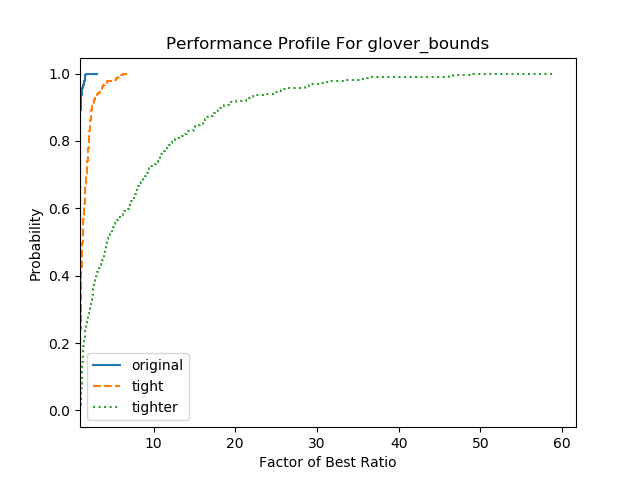 Performance Profile For glover_bounds
Probability
1.0
0.8
0.6
0.4
0.2
0.0
original
tight
tighter
10 20 30 40 50 60
Factor of Best Ratio